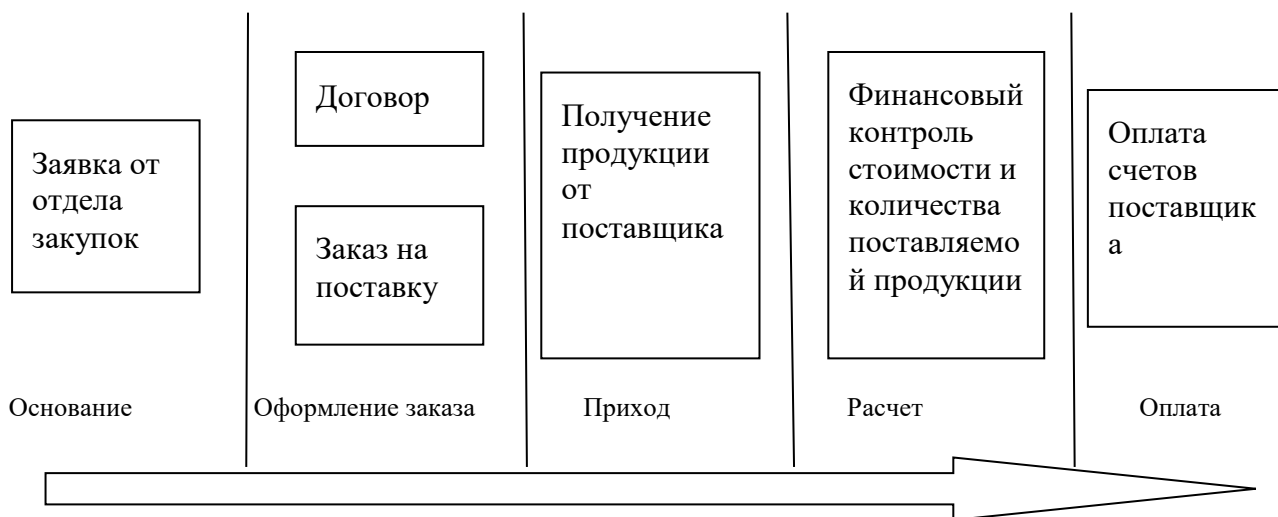 Заявка от
отдела
закупок
Договор
Заказ на
поставку
Получение
продукции
от
поставщика
Финансовый
контроль
стоимости и
количества
поставляемо
й продукции
Оплата
счетов
поставщик
а
Основание
Оформление заказа
Приход
Расчет
Оплата